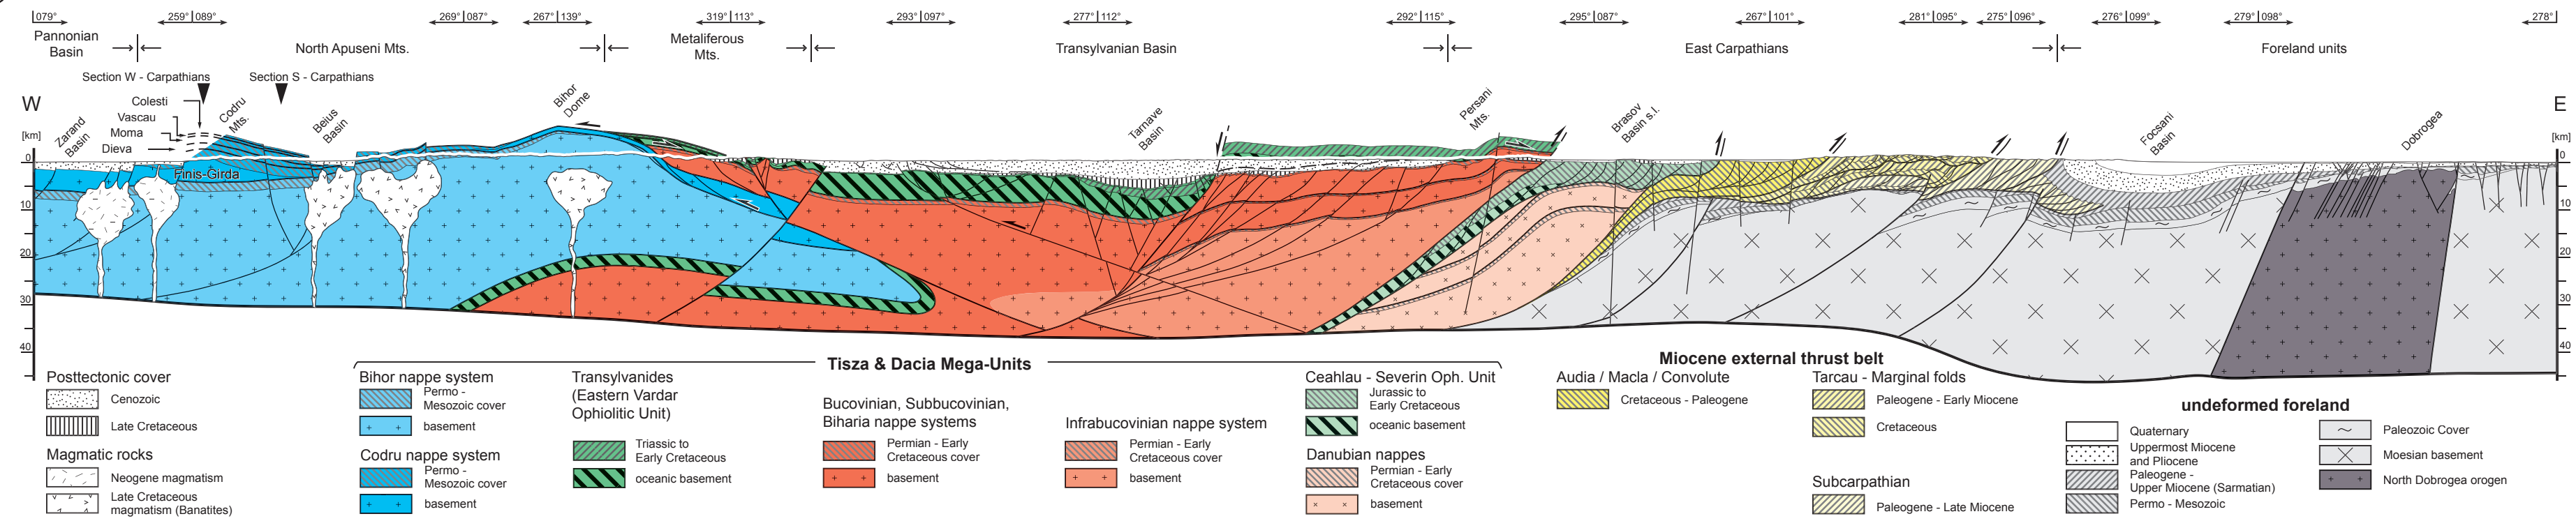 079° 259° 089° 269° 087° 267° 139° 319° 113° 293° 097° 277° 112° 292° 115° 295° 087° 267° 101° 281° 095° 275° 096° 276° 099° 279° 098° 278°
Pannonian
Basin
North Apuseni Mts.
Metaliferous
Mts.
Transylvanian Basin
East Carpathians
Foreland units
Section W - Carpathians
Section S - Carpathians
W
E
[km]
[km]
Zarand
Basin
Colesti
Vascau
Moma
Dieva
Codru
Mts.
Beius
Basin
Bihor
Dome
Tarnave
Basin
Persani
Mts.
Brasov
Basin s.l.
Focsani
Basin
Dobrogea
Finis-Girda
0
10
20
30
40
0
10
20
30
40
Tisza & Dacia Mega-Units
Miocene external thrust belt
undeformed foreland
Posttectonic cover
Cenozoic
Late Cretaceous
Magmatic rocks
Neogene magmatism
Late Cretaceous
magmatism (Banatites)
Bihor nappe system
Permo -
Mesozoic cover
basement
Codru nappe system
Permo -
Mesozoic cover
basement
Transylvanides
(Eastern Vardar
Ophiolitic Unit)
Triassic to
Early Cretaceous
oceanic basement
Bucovinian, Subbucovinian,
Biharia nappe systems
Permian - Early
Cretaceous cover
basement
Infrabucovinian nappe system
Permian - Early
Cretaceous cover
basement
Ceahlau - Severin Oph. Unit
Jurassic to
Early Cretaceous
oceanic basement
Danubian nappes
Permian - Early
Cretaceous cover
basement
Audia / Macla / Convolute
Cretaceous - Paleogene
Tarcau - Marginal folds
Paleogene - Early Miocene
Cretaceous
Subcarpathian
Paleogene - Late Miocene
Quaternary
Uppermost Miocene
and Pliocene
Paleogene -
Upper Miocene (Sarmatian)
Permo - Mesozoic
Paleozoic Cover
Moesian basement
North Dobrogea orogen